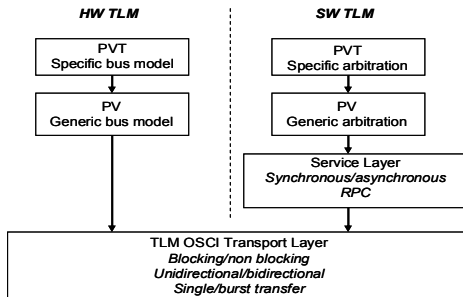 HW TLM
SW TLM
PVT
Specific bus model
PVT
Specific arbitration
PV
Generic bus model
PV
Generic arbitration
Service Layer
Synchronous/asynchronous
RPC
TLM OSCI Transport Layer
Blocking/non blocking
Unidirectional/bidirectional
Single/burst transfer